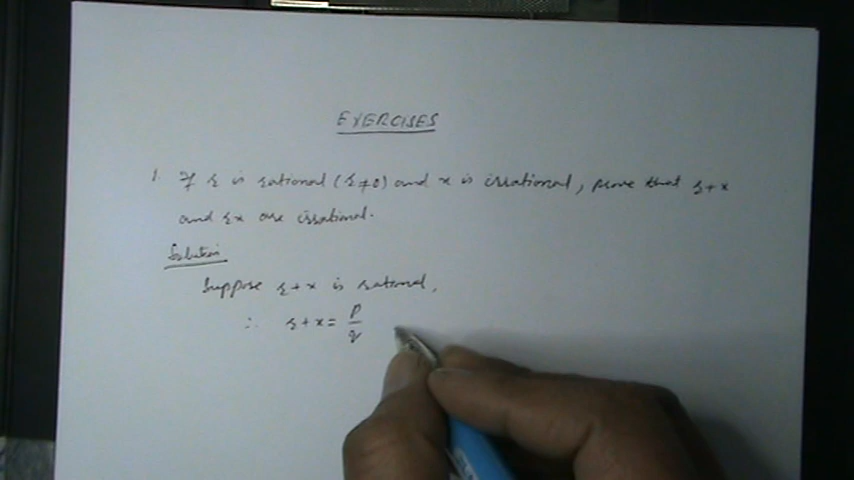 EXERCISES
1. If r is rational (r≠0) and x is irrational, prove that r+x
and rx are irrational.
Solution
Suppose r+x is rational,
∴ r+x = p/q